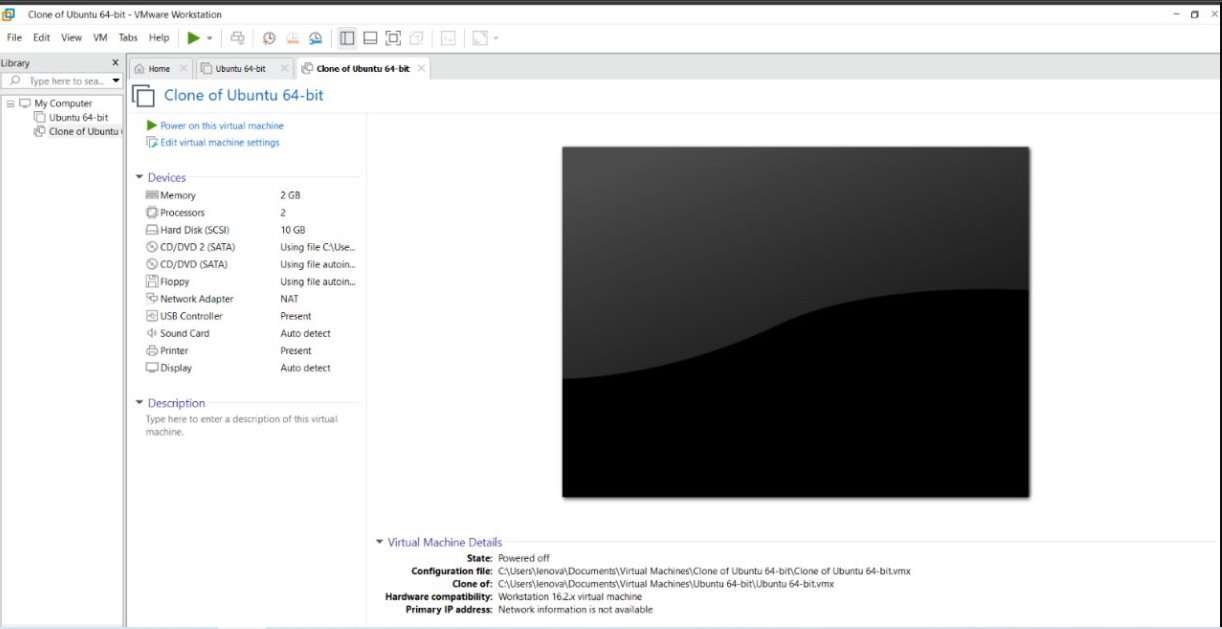 Clone of Ubuntu 64-bit - VMware Workstation
File Edit View VM Tabs Help
Library
Type here to sea...
Home
Ubuntu 64-bit
Clone of Ubuntu 64-bit
My Computer
Ubuntu 64-bit
Clone of Ubuntu
Clone of Ubuntu 64-bit
Power on this virtual machine
Edit virtual machine settings
Devices
Memory 2 GB
Processors 2
Hard Disk (SCSI) 10 GB
CD/DVD 2 (SATA) Using file C:\Use...
CD/DVD (SATA) Using file autoin...
Floppy Using file autoin...
Network Adapter NAT
USB Controller Present
Sound Card Auto detect
Printer Present
Display Auto detect
Description
Type here to enter a description of this virtual
machine.
Virtual Machine Details
State: Powered off
Configuration file: C:\Users\lenova\Documents\Virtual Machines\Clone of Ubuntu 64-bit\Clone of Ubuntu 64-bit.vmx
Clone of: C:\Users\lenova\Documents\Virtual Machines\Ubuntu 64-bit\Ubuntu 64-bit.vmx
Hardware compatibility: Workstation 16.2.x virtual machine
Primary IP address: Network information is not available